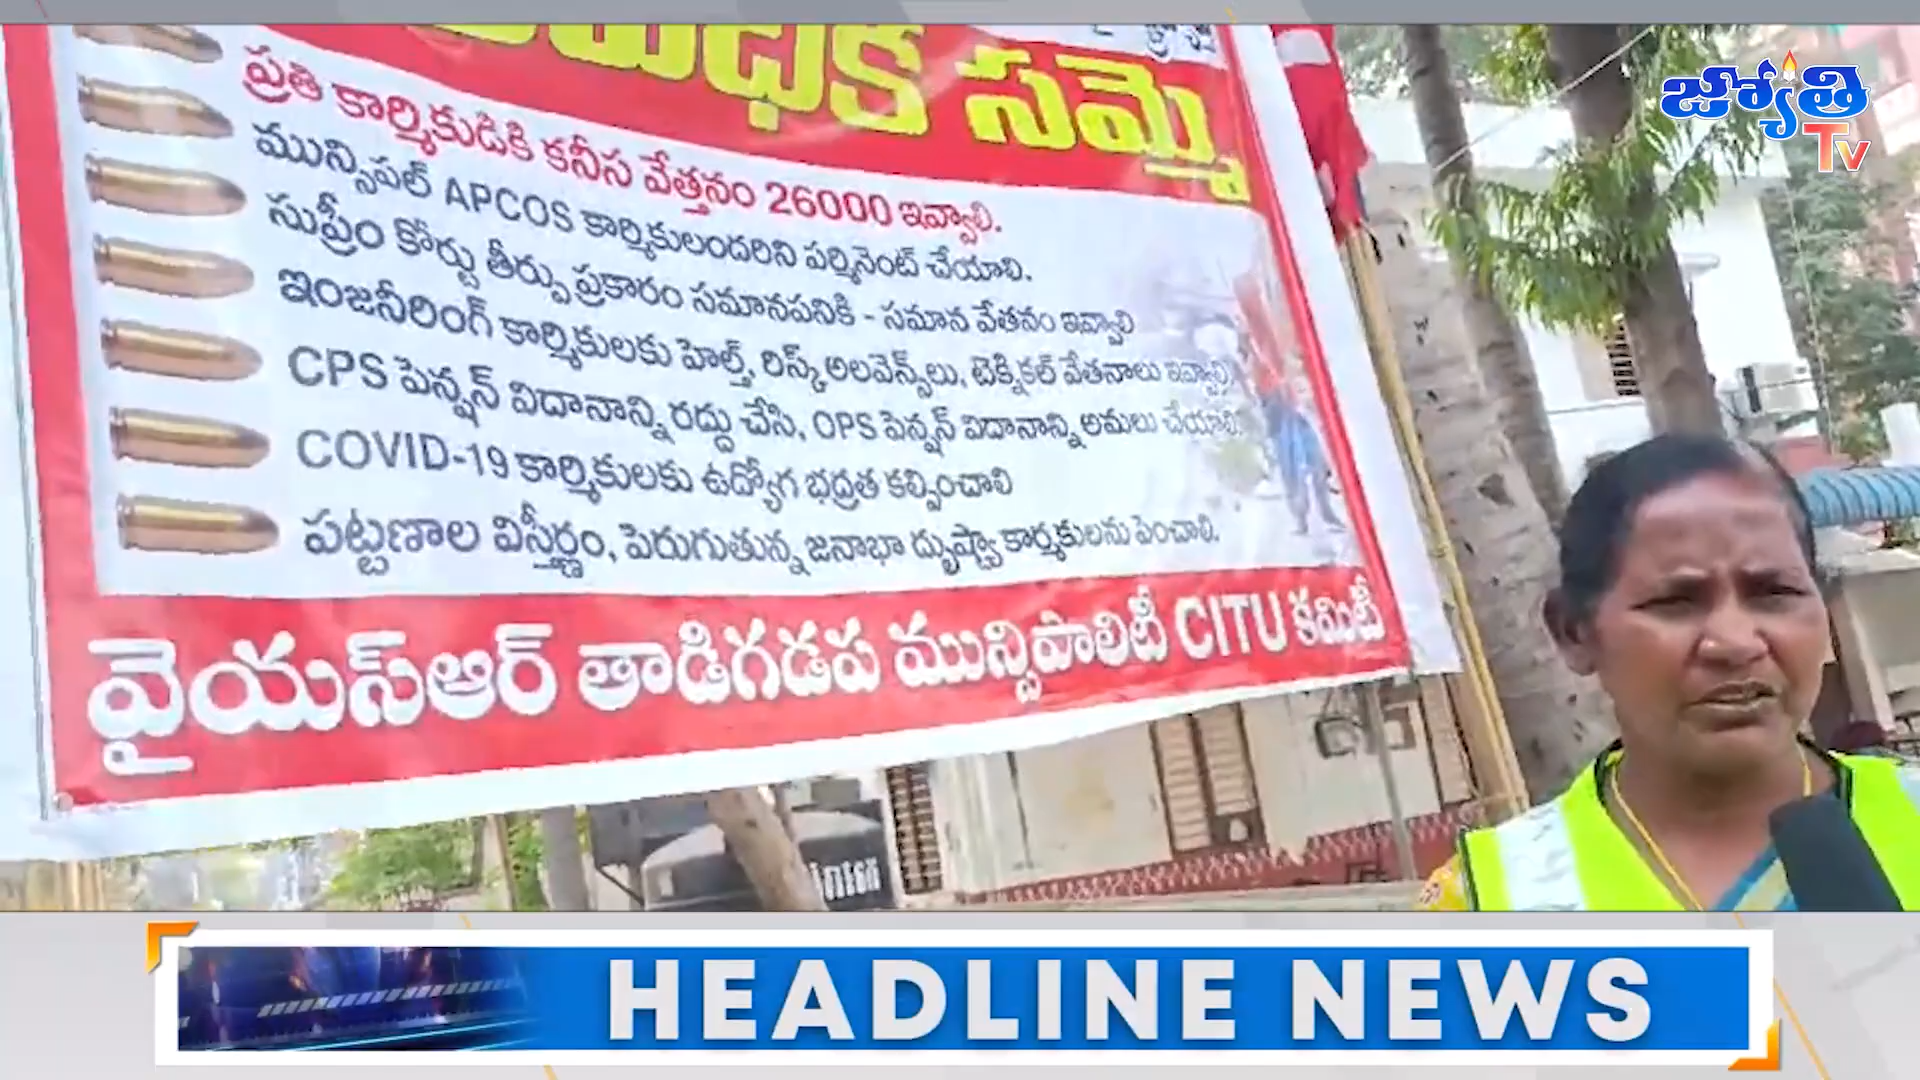 జ్యోతి
Tv
సమ్మె
ప్రతి కార్మికుడికి కనీస వేత్తనం 26000 ఇవ్వాలి.
మున్సిపల్ APCOS కార్మికులందరిని పర్మినెంట్ చేయాలి.
సుప్రీం కోర్టు తీర్పు ప్రకారం సమానపనికి - సమాన వేతనం ఇవ్వాలి
ఇంజనీరింగ్ కార్మికులకు హెల్త్, రిస్క్ అలవెన్స్‌లు, టెక్నికల్ వేతనాలు ఇవ్వాలి.
CPS పెన్షన్ విదానాన్ని రద్దు చేసి, OPS పెన్షన్ విదానాన్ని అమలు చేయాలి
COVID-19 కార్మికులకు ఉద్యోగ భద్రత కల్పించాలి
పట్టణాల విస్తీర్ణం, పెరుగుతున్న జనాభా దృష్ట్యా కార్మకులను పెంచాలి.
వైయస్ఆర్ తాడిగడప మున్సిపాలిటీ CITU కమిటీ
HEADLINE NEWS